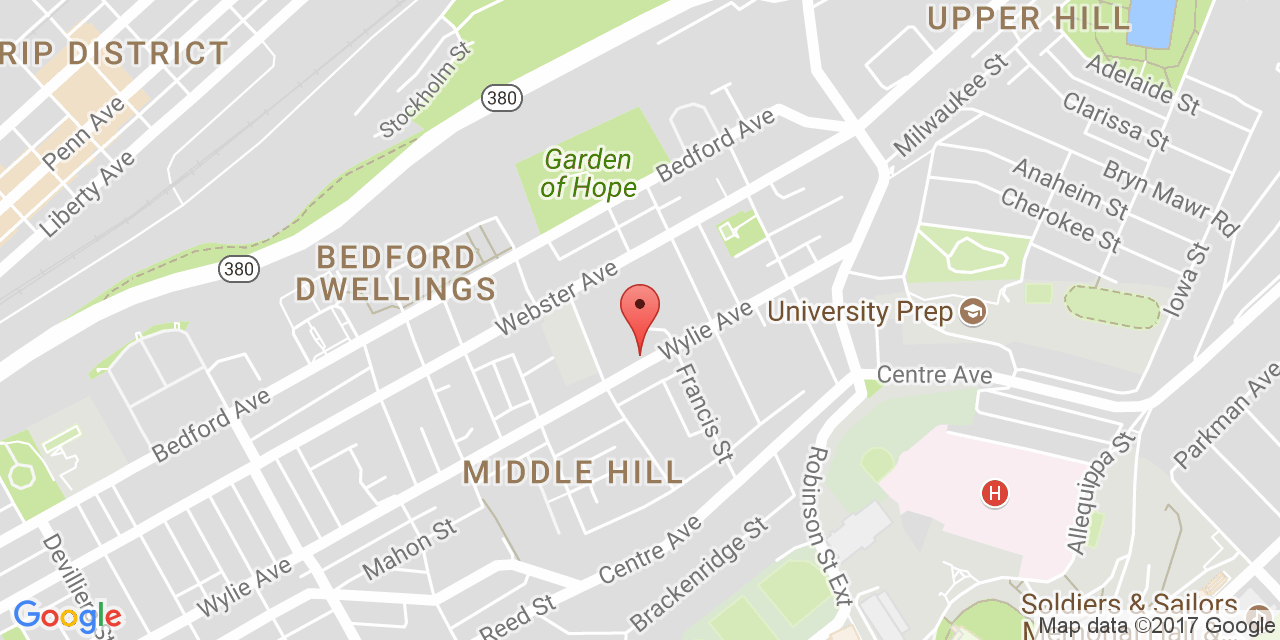 UPPER HILL
RIP DISTRICT
Stockholm St
380
Penn Ave
Liberty Ave
Milwaukee St
Adelaide St
Clarissa St
Bedford Ave
Garden
of Hope
Anaheim St
Bryn Mawr Rd
Cherokee St
380
BEDFORD
DWELLINGS
Webster Ave
Iowa St
University Prep
Wylie Ave
Francis St
Centre Ave
Parkman Ave
Bedford Ave
MIDDLE HILL
H
Allequippa St
Robinson St Ext
Mahon St
Centre Ave
Brackenridge St
Wylie Ave
Reed St
Google
Soldiers & Sailors
Map data ©2017 Google